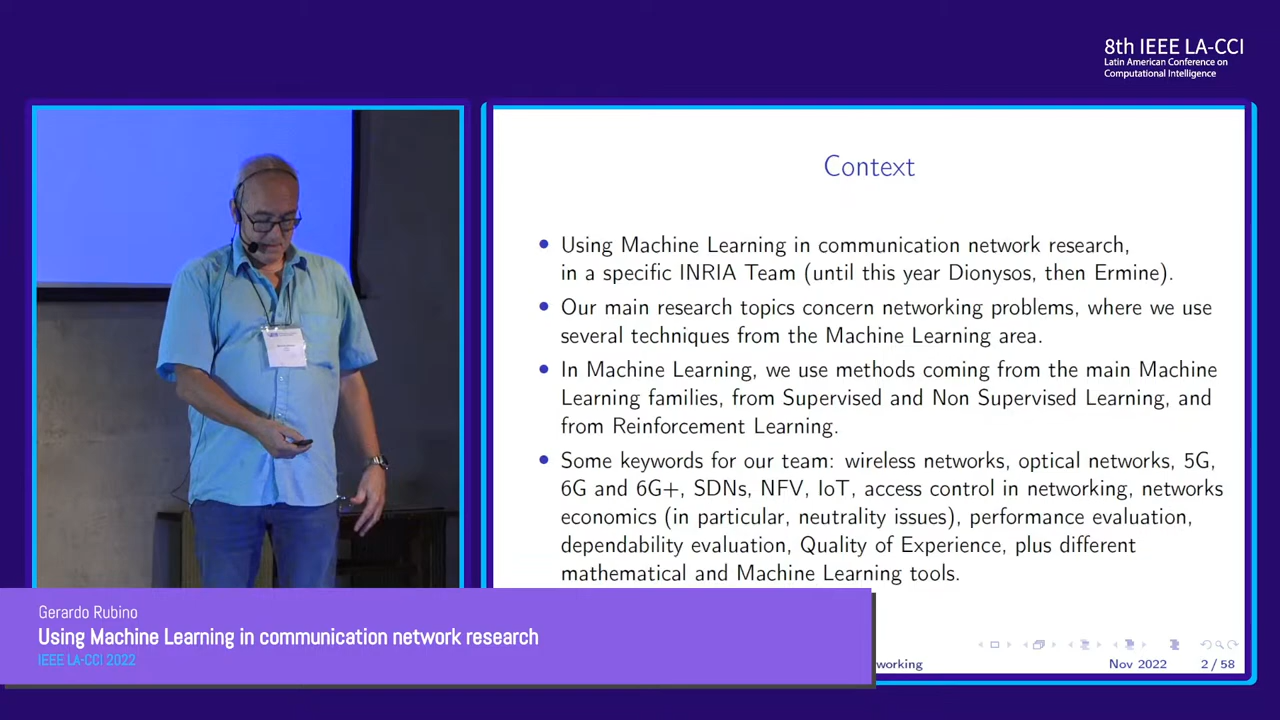 8th IEEE LA-CCI
Latin American Conference on
Computational Intelligence
Context
• Using Machine Learning in communication network research,
in a specific INRIA Team (until this year Dionysos, then Ermine).
• Our main research topics concern networking problems, where we use
several techniques from the Machine Learning area.
• In Machine Learning, we use methods coming from the main Machine
Learning families, from Supervised and Non Supervised Learning, and
from Reinforcement Learning.
• Some keywords for our team: wireless networks, optical networks, 5G,
6G and 6G+, SDNs, NFV, IoT, access control in networking, networks
economics (in particular, neutrality issues), performance evaluation,
dependability evaluation, Quality of Experience, plus different
mathematical and Machine Learning tools.
Gerardo Rubino
Using Machine Learning in communication network research
IEEE LA-CCI 2022
working
Nov 2022
2 / 58